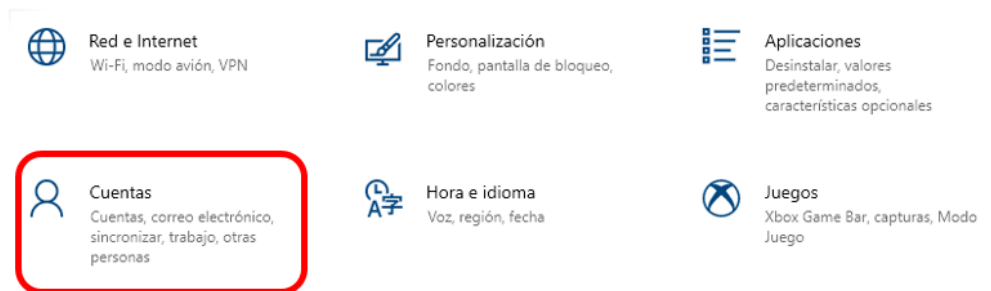 Red e Internet
Wi-Fi, modo avión, VPN
Personalización
Fondo, pantalla de bloqueo,
colores
Aplicaciones
Desinstalar, valores
predeterminados,
características opcionales
Cuentas
Cuentas, correo electrónico,
sincronizar, trabajo, otras
personas
A字
Hora e idioma
Voz, región, fecha
Juegos
Xbox Game Bar, capturas, Modo
Juego